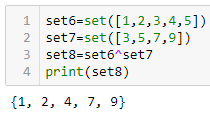 1 set6=set([1,2,3,4,5])
2 set7=set([3,5,7,9])
3 set8=set6^set7
4 print(set8)
{1, 2, 4, 7, 9}